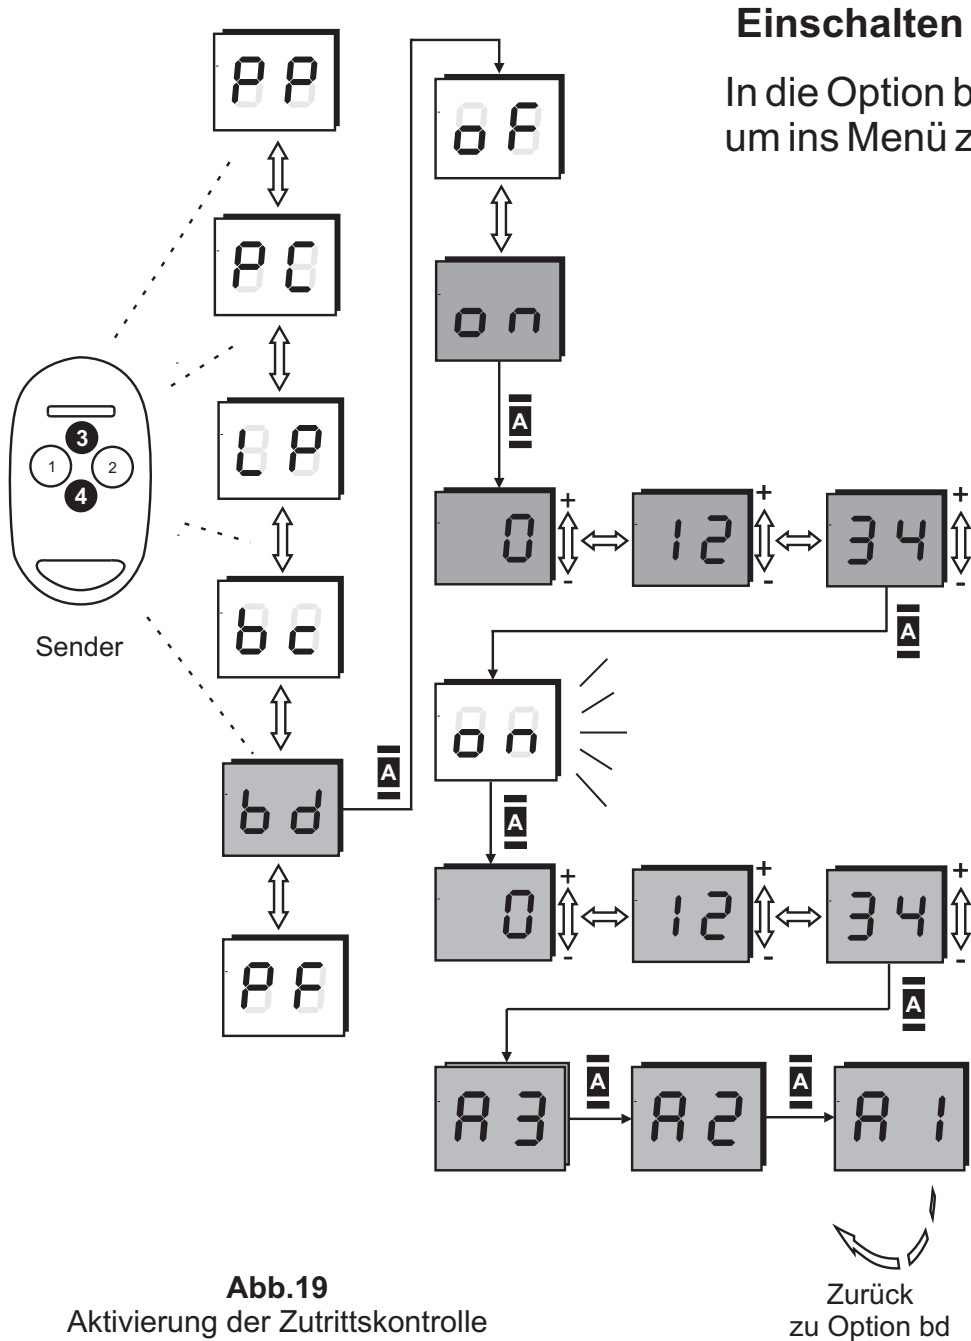 Einschalten
In die Option b
um ins Menü z
PP
oF
PC
on
3
1 2
4
LP
A
0 + - 12 + - 34 + -
bc
A
Sender
on
bd
A
A
0 + - 12 + - 34 + -
PF
A
A3 A A2 A A1
Abb.19
Aktivierung der Zutrittskontrolle
Zurück
zu Option bd